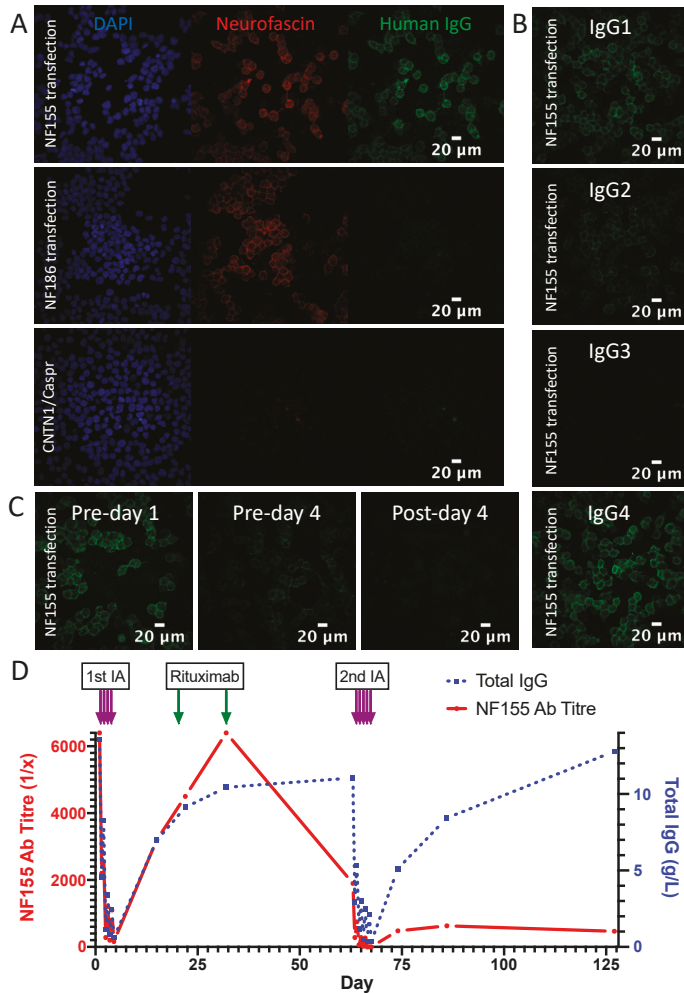 A
DAPI
Neurofascin
Human IgG
NF155 transfection
20 µm
NF186 transfection
20 µm
CNTN1/Caspr
20 µm
B
IgG1
NF155 transfection
20 µm
IgG2
NF155 transfection
20 µm
IgG3
NF155 transfection
20 µm
IgG4
NF155 transfection
20 µm
C
NF155 transfection
Pre-day 1
20 µm
Pre-day 4
20 µm
Post-day 4
20 µm
D
1st IA
Rituximab
2nd IA
Total IgG
NF155 Ab Titre
NF155 Ab Titre (1/x)
6000
4000
2000
0
Total IgG (g/L)
10
5
0
0 25 50 75 100 125
Day